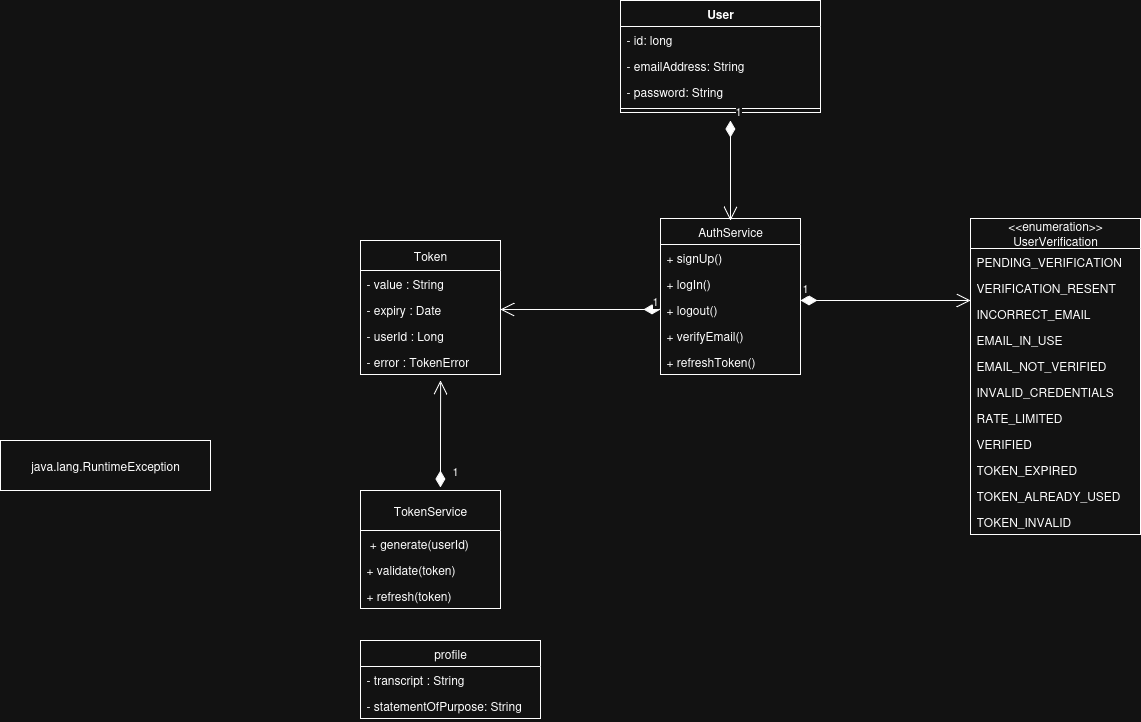 User
- id: long
- emailAddress: String
- password: String
1
AuthService
+ signUp()
+ logIn()
+ logout()
+ verifyEmail()
+ refreshToken()
1
1
<<enumeration>>
UserVerification
PENDING_VERIFICATION
VERIFICATION_RESENT
INCORRECT_EMAIL
EMAIL_IN_USE
EMAIL_NOT_VERIFIED
INVALID_CREDENTIALS
RATE_LIMITED
VERIFIED
TOKEN_EXPIRED
TOKEN_ALREADY_USED
TOKEN_INVALID
Token
- value : String
- expiry : Date
- userId : Long
- error : TokenError
java.lang.RuntimeException
1
TokenService
+ generate(userId)
+ validate(token)
+ refresh(token)
profile
- transcript : String
- statementOfPurpose: String